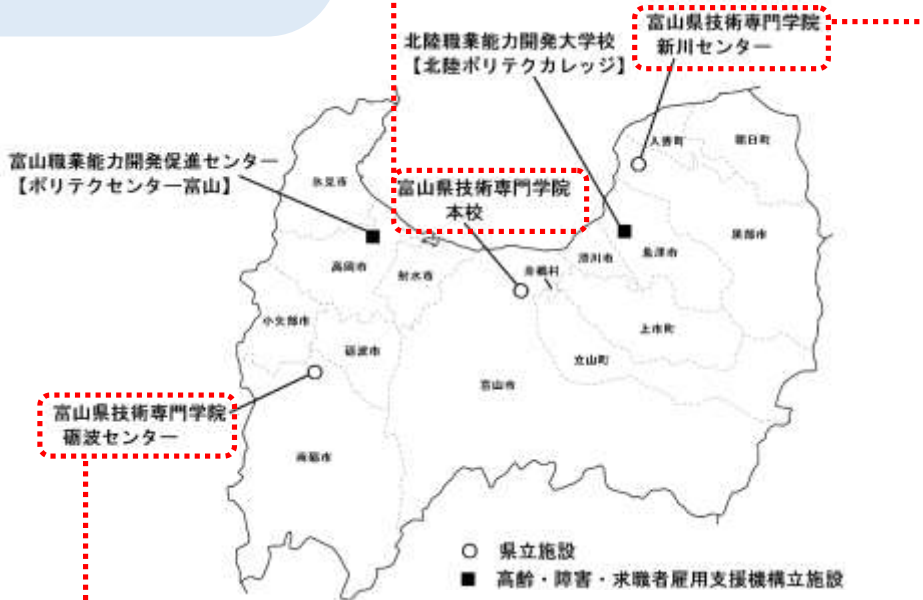 富山県技術専門学院
新川センター
北陸職業能力開発大学校
【北陸ポリテクカレッジ】
富山職業能力開発促進センター
【ポリテクセンター富山】
富山県技術専門学院
本校
入善町
朝日町
氷見市
黒部市
魚津市
滑川市
舟橋村
高岡市
射水市
上市町
小矢部市
砺波市
立山町
富山市
富山県技術専門学院
砺波センター
南砺市
○ 県立施設
■ 高齢・障害・求職者雇用支援機構立施設